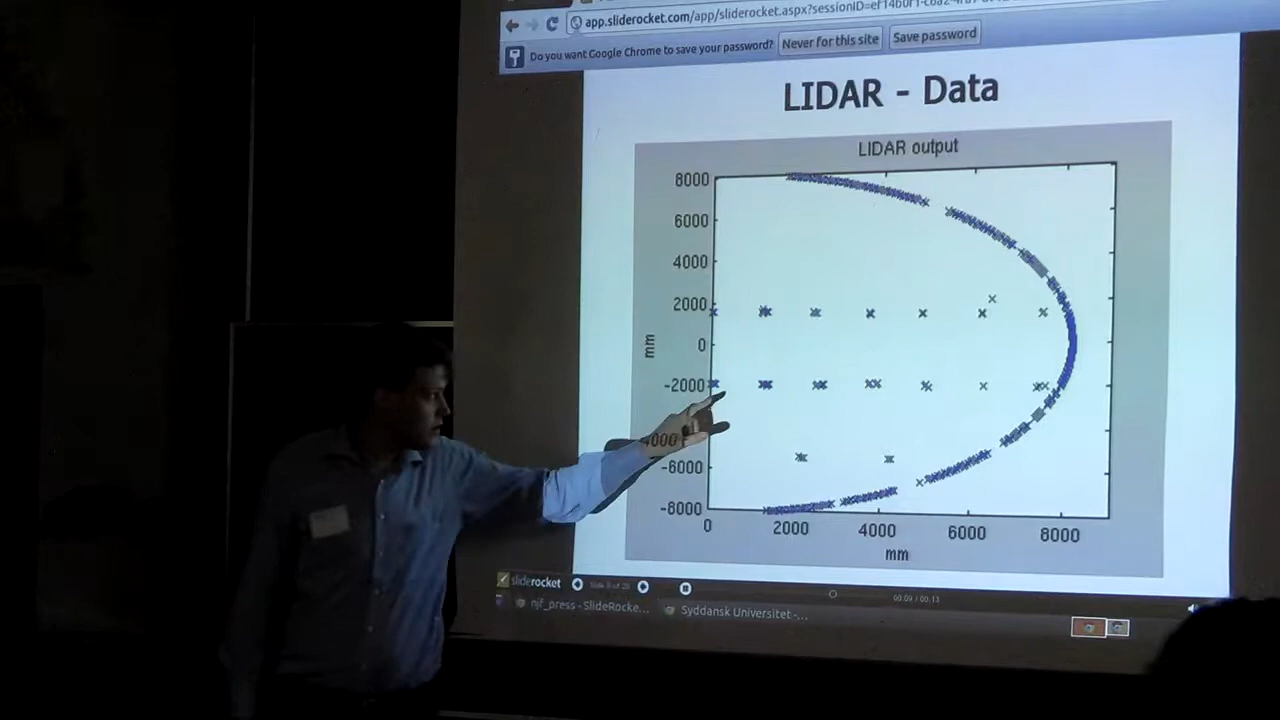 app.sliderocket.com/app/sliderocket.aspx?sessionID=
Do you want Google Chrome to save your password? Never for this site Save password
LIDAR - Data
LIDAR output
8000
6000
4000
2000
0
mm
-2000
4000
-6000
-8000
0 2000 4000 6000 8000
mm
sliderocket
00:09 / 00:13
njf_press - SlideRocke... Syddansk Universitet -...